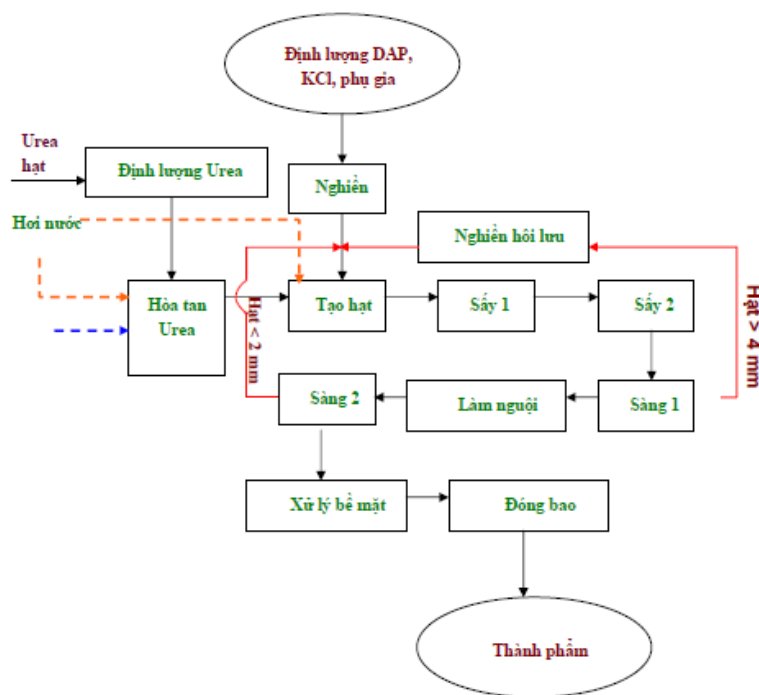 Định lượng DAP,
KCl, phụ gia
Urea
hạt
Định lượng Urea
Nghiền
Hơi nước
Nghiền hồi lưu
Hòa tan
Urea
Hạt < 2 mm
Tạo hạt
Sấy 1
Sấy 2
Hạt > 4 mm
Sàng 2
Làm nguội
Sàng 1
Xử lý bề mặt
Đóng bao
Thành phẩm